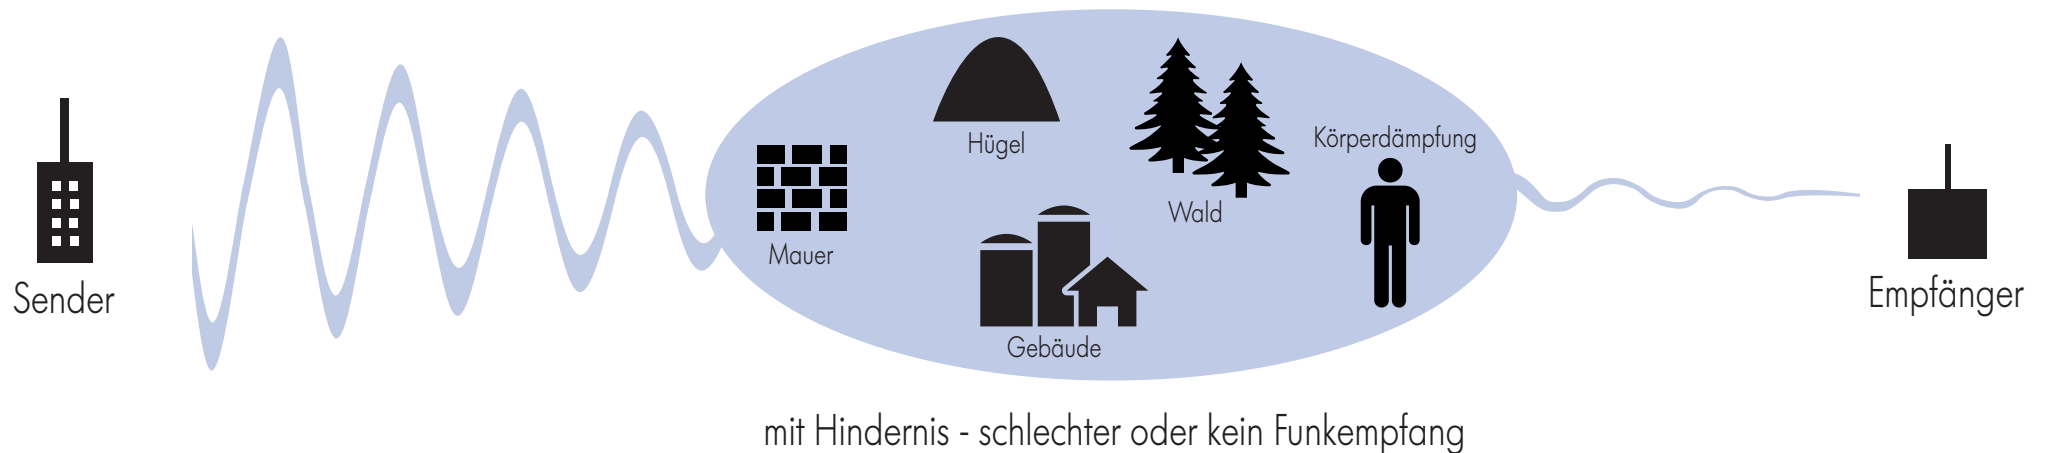 Sender
Mauer
Hügel
Gebäude
Wald
Körperdämpfung
Empfänger
mit Hindernis - schlechter oder kein Funkempfang